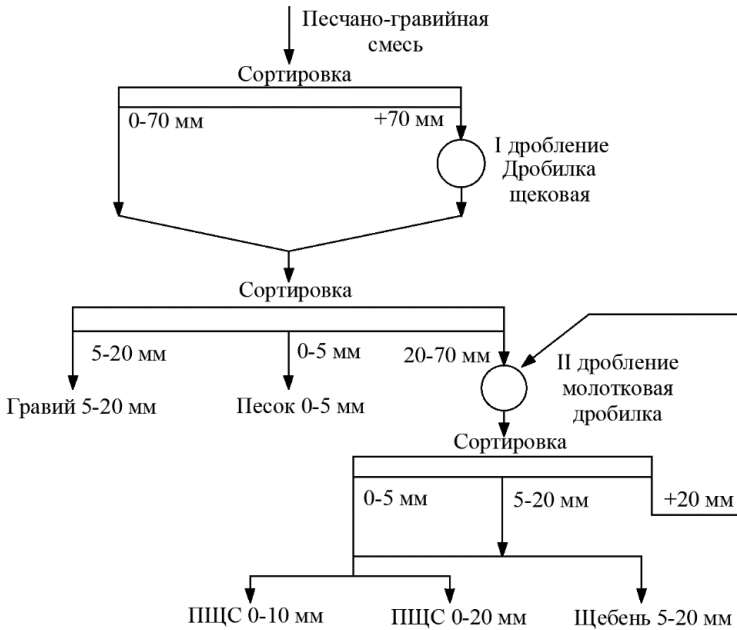 Песчано-гравийная
смесь
Сортировка
0-70 мм
+70 мм
I дробление
Дробилка
щековая
Сортировка
5-20 мм
0-5 мм
20-70 мм
II дробление
молотковая
дробилка
Гравий 5-20 мм
Песок 0-5 мм
Сортировка
0-5 мм
5-20 мм
+20 мм
ПЩС 0-10 мм
ПЩС 0-20 мм
Щебень 5-20 мм